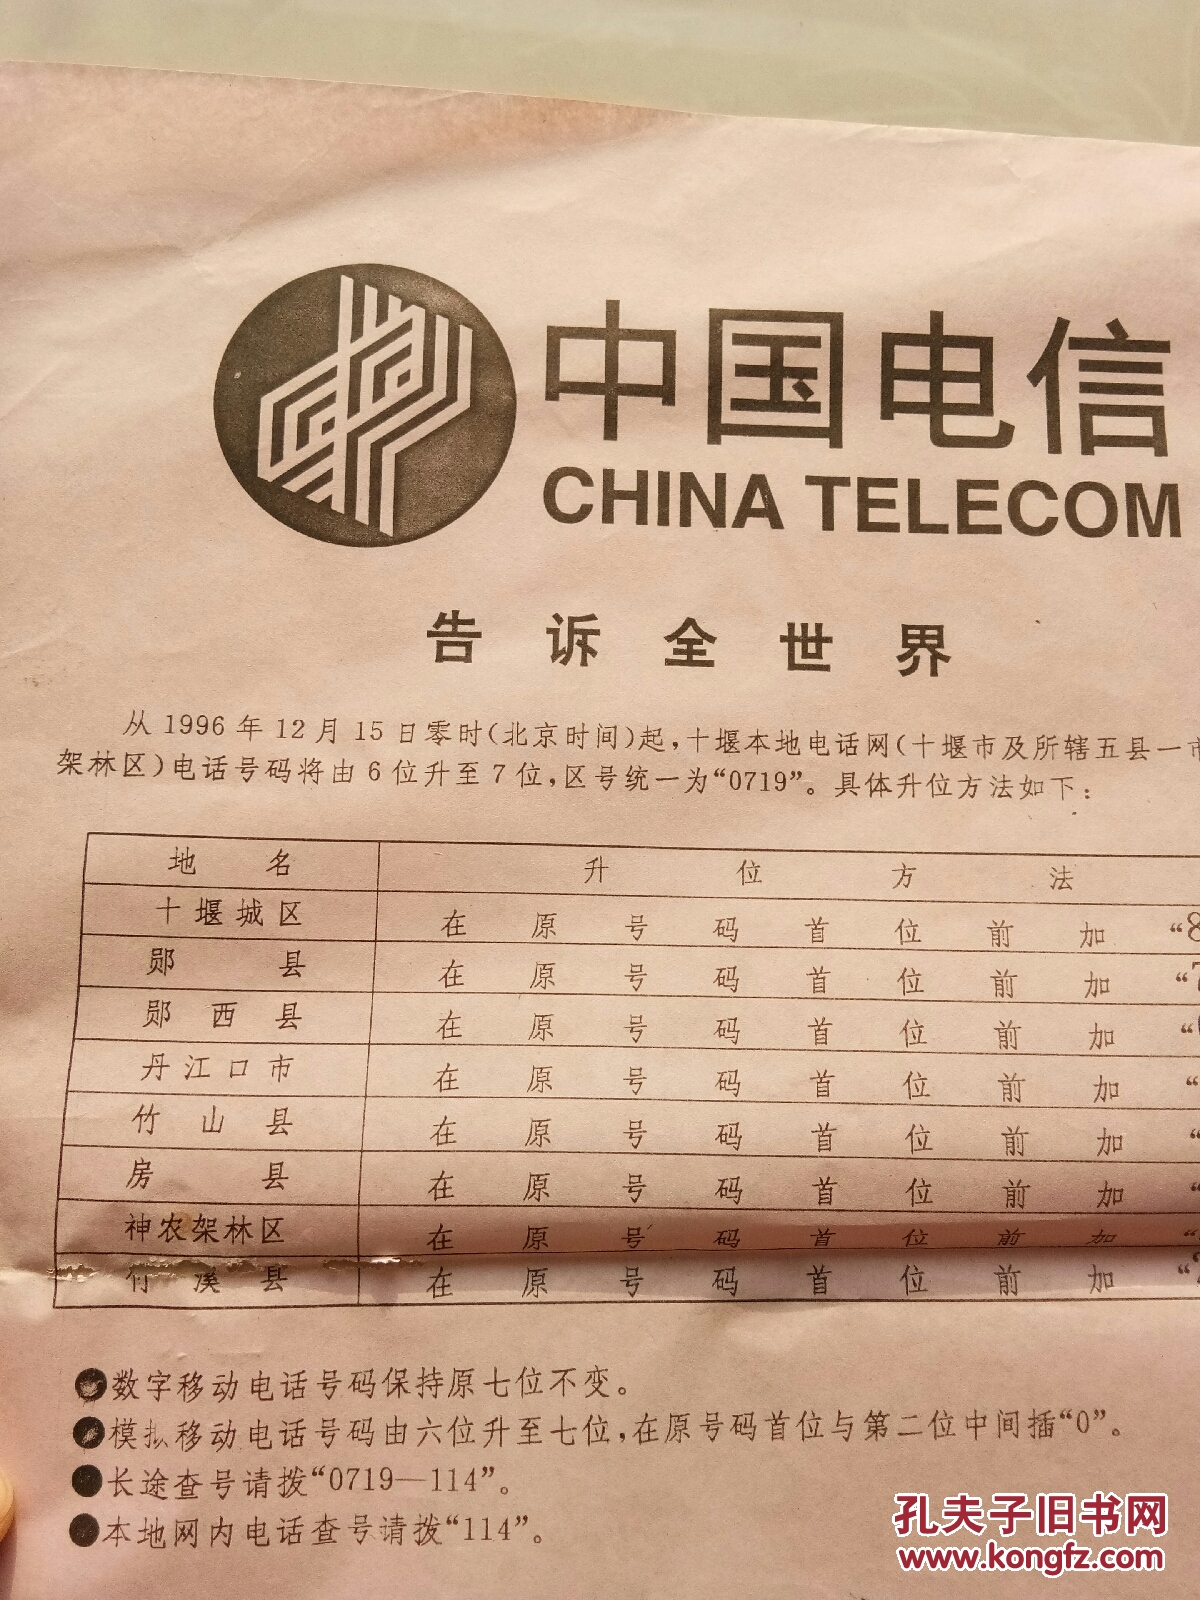 中国电信
CHINA TELECOM
告诉全世界
从1996年12月15日零时(北京时间)起,十堰本地电话网(十堰市及所辖五县一市
架林区)电话号码将由6位升至7位,区号统一为“0719”。具体升位方法如下:
地名 升位方法
十堰城区 在原号码首位前加“8
郧县 在原号码首位前加“7
郧西县 在原号码首位前加“
丹江口市 在原号码首位前加“
竹山县 在原号码首位前加“
房县 在原号码首位前加“
神农架林区 在原号码首位前加“
竹溪县 在原号码首位前加“
●数字移动电话号码保持原七位不变。
●模拟移动电话号码由六位升至七位,在原号码首位与第二位中间插“0”。
●长途查号请拨“0719—114”。
●本地网内电话查号请拨“114”。
孔夫子旧书网
www.kongfz.com